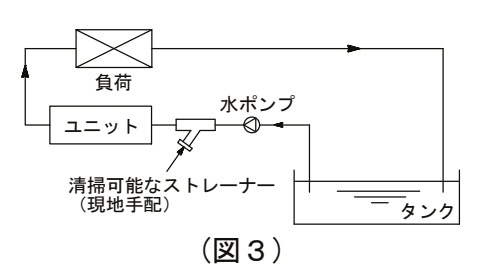 負荷
水ポンプ
ユニット
清掃可能なストレーナー
（現地手配）
タンク
（図３）